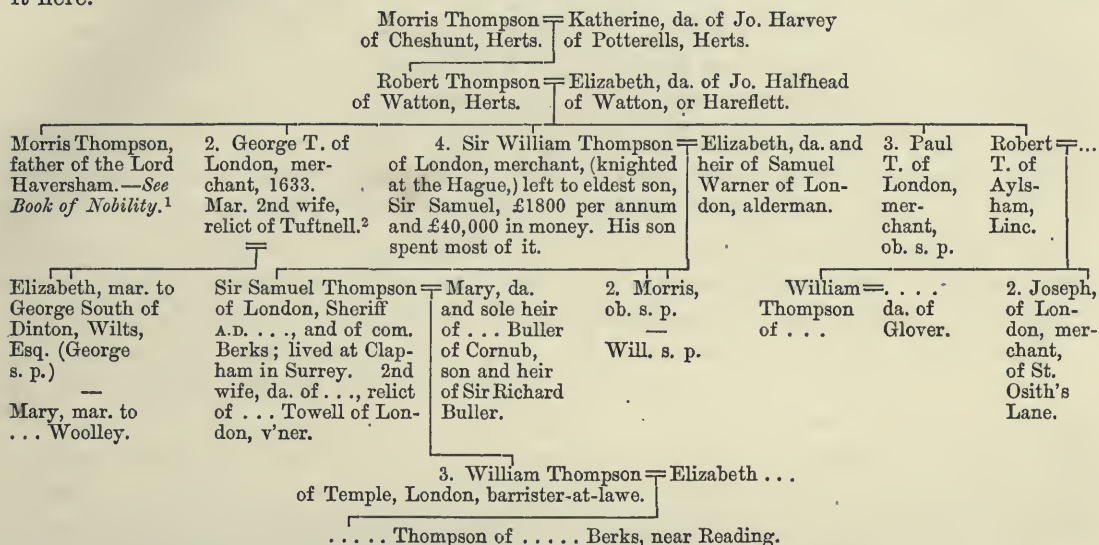 it here.
Morris Thompson = Katherine, da. of Jo. Harvey
of Cheshunt, Herts. of Potterells, Herts.
Robert Thompson = Elizabeth, da. of Jo. Halfhead
of Watton, Herts. of Watton, or Hareflett.
Morris Thompson,
father of the Lord
Haversham.—See
Book of Nobility.¹
2. George T. of
London, mer-
chant, 1633.
Mar. 2nd wife,
relict of Tuftnell.²
4. Sir William Thompson =
of London, merchant, (knighted
at the Hague,) left to eldest son,
Sir Samuel, £1800 per annum
and £40,000 in money. His son
spent most of it.
Elizabeth, da. and
heir of Samuel
Warner of Lon-
don, alderman.
3. Paul
T. of
London,
mer-
chant,
ob. s. p.
Robert = ...
T. of
Ayls-
ham,
Linc.
Elizabeth, mar. to
George South of
Dinton, Wilts,
Esq. (George
s. p.)
—
Mary, mar. to
... Woolley.
Sir Samuel Thompson =
of London, Sheriff
A.D. ...., and of com.
Berks; lived at Clap-
ham in Surrey. 2nd
wife, da. of ..., relict
of ... Towell of Lon-
don, v'ner.
Mary, da.
and sole heir
of ... Buller
of Cornub,
son and heir
of Sir Richard
Buller.
2. Morris,
ob. s. p.
—
Will. s. p.
William =
Thompson
of ...
....
da. of
Glover.
2. Joseph,
of Lon-
don, mer-
chant,
of St.
Osith's
Lane.
3. William Thompson = Elizabeth ...
of Temple, London, barrister-at-lawe.
..... Thompson of ..... Berks, near Reading.